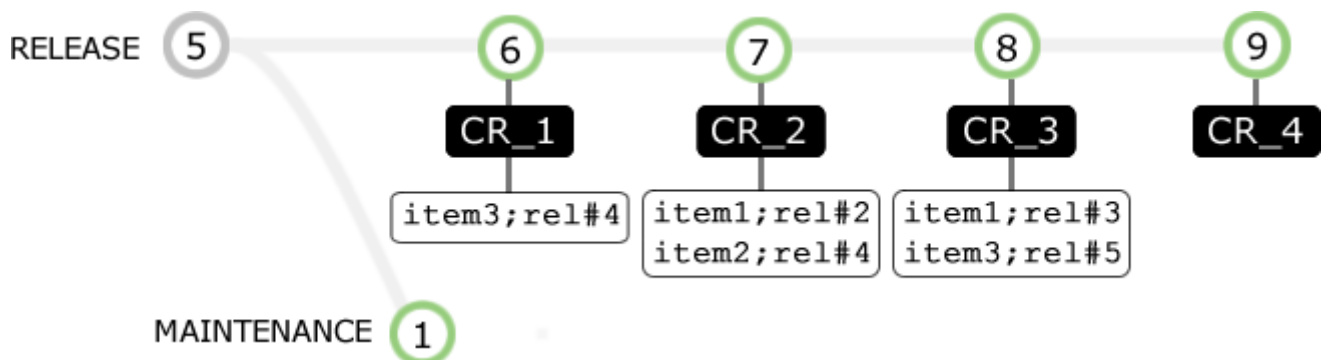 RELEASE 5 6 7 8 9
CR_1 CR_2 CR_3 CR_4
item3;rel#4 item1;rel#2 item1;rel#3
item2;rel#4 item3;rel#5
MAINTENANCE 1